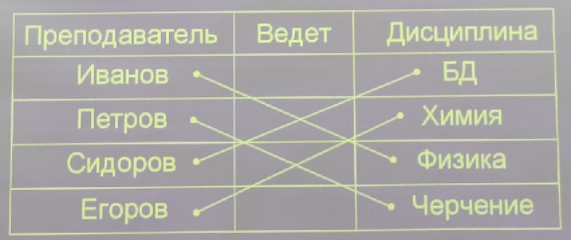 Преподаватель Ведет Дисциплина
Иванов БД
Петров Химия
Сидоров Физика
Егоров Черчение